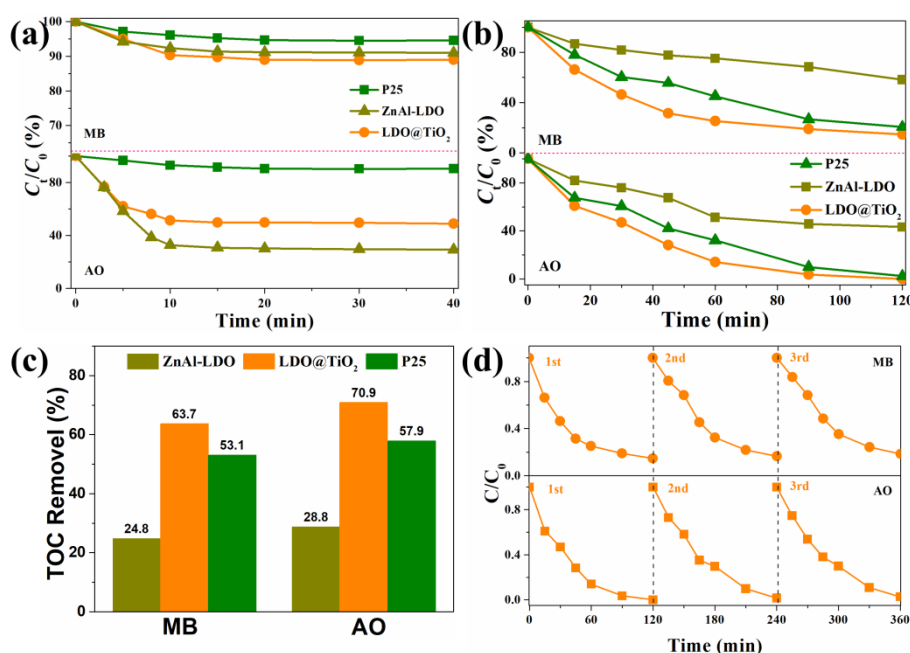 (a)
100
90
80
70
80
40
0
Ct/C0 (%)
P25
ZnAl-LDO
LDO@TiO2
MB
AO
0 10 20 30 40
Time (min)
(b)
80
40
0
80
40
0
Ct/C0 (%)
MB
P25
ZnAl-LDO
LDO@TiO2
AO
0 20 40 60 80 100 120
Time (min)
(c)
ZnAl-LDO LDO@TiO2 P25
80
60
40
20
0
TOC Removel (%)
24.8
63.7
53.1
28.8
70.9
57.9
MB AO
(d)
1st 2nd 3rd MB
0.8
0.4
0.0
1st 2nd 3rd AO
0.8
0.4
0.0
C/C0
0 60 120 180 240 300 360
Time (min)